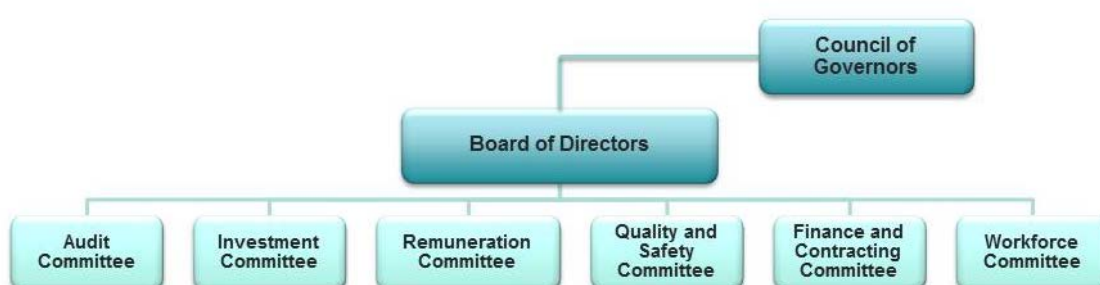 Council of
Governors
Board of Directors
Audit
Committee
Investment
Committee
Remuneration
Committee
Quality and
Safety
Committee
Finance and
Contracting
Committee
Workforce
Committee